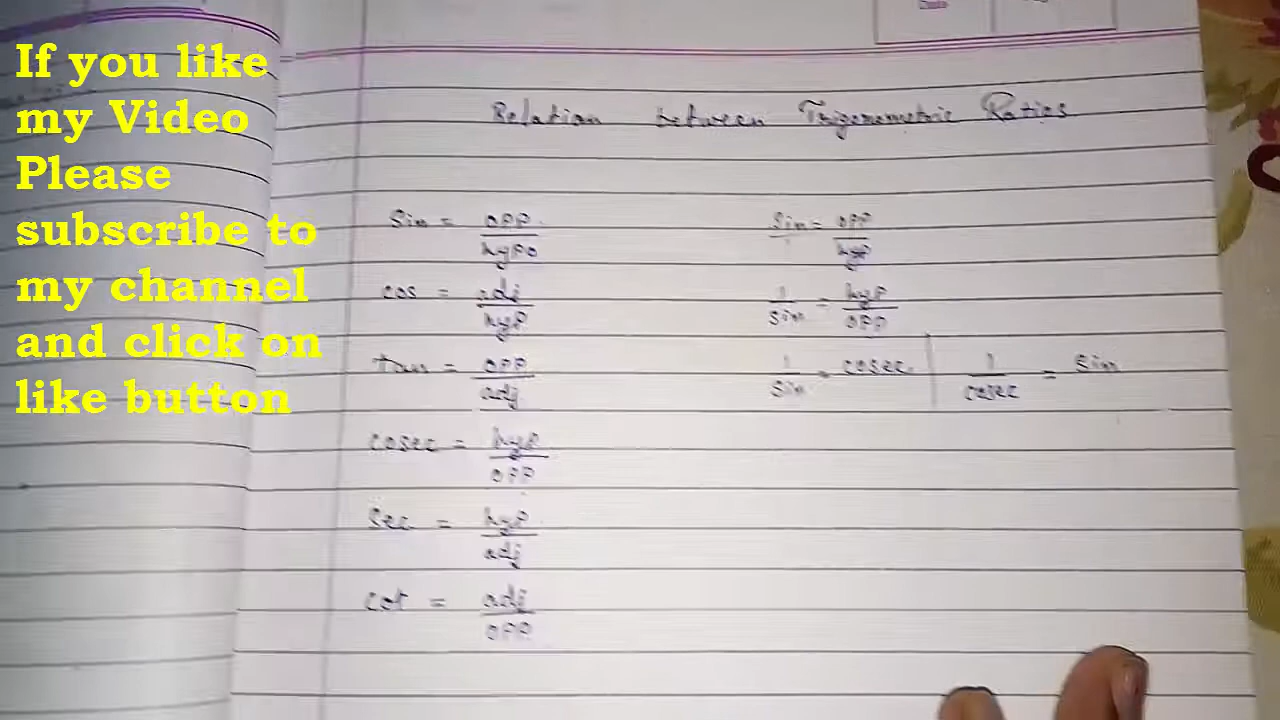 If you like
my Video
Please
subscribe to
my channel
and click on
like button
Relation between Trigonometric Ratios
Sin = opp / hypo
cos = adj / hyp
tan = opp / adj
cosec = hyp / opp
sec = hyp / adj
cot = adj / opp
Sin / 1 = opp / hyp
1 / sin = hyp / opp
1 / sin = cosec | 1 / cosec = sin